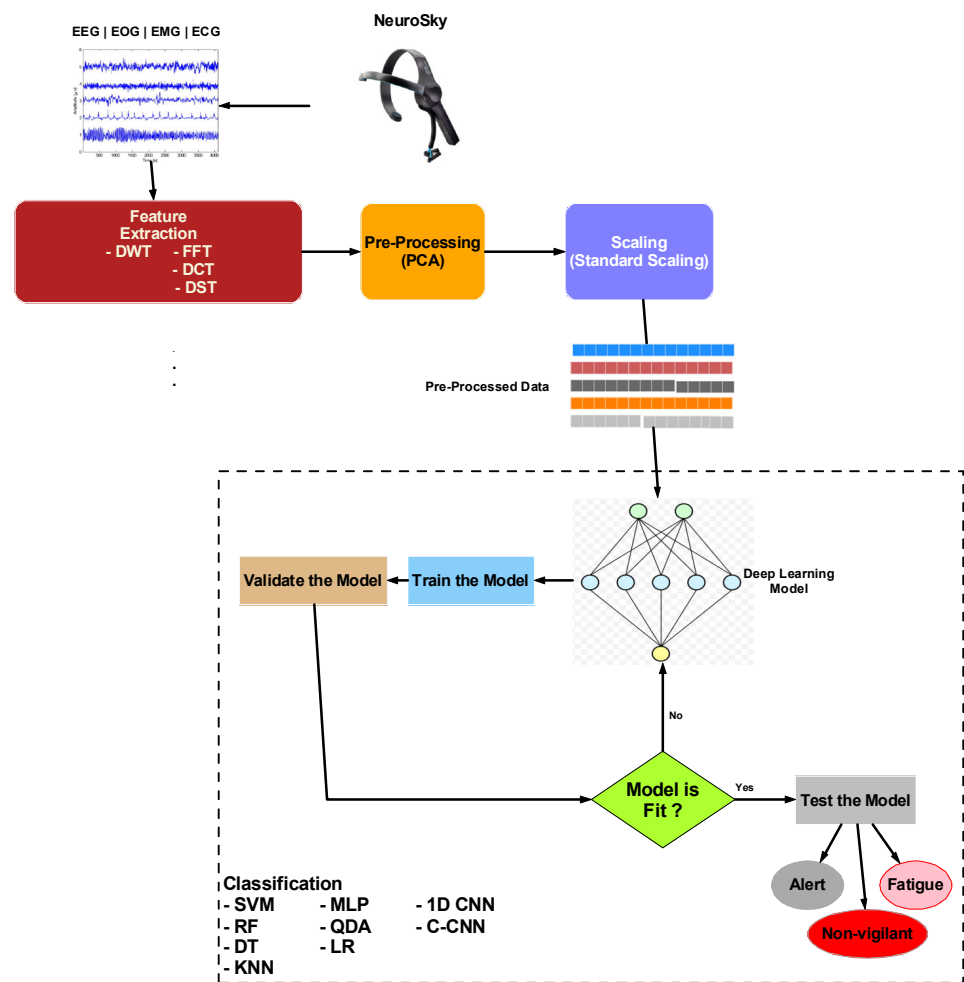 NeuroSky
EEG | EOG | EMG | ECG
Feature
Extraction
- DWT - FFT
- DCT
- DST
Pre-Processing
(PCA)
Scaling
(Standard Scaling)
Pre-Processed Data
Deep Learning
Model
Train the Model
Validate the Model
No
Model is
Fit ?
Yes
Test the Model
Alert
Fatigue
Non-vigilant
Classification
- SVM - MLP - 1D CNN
- RF - QDA - C-CNN
- DT - LR
- KNN